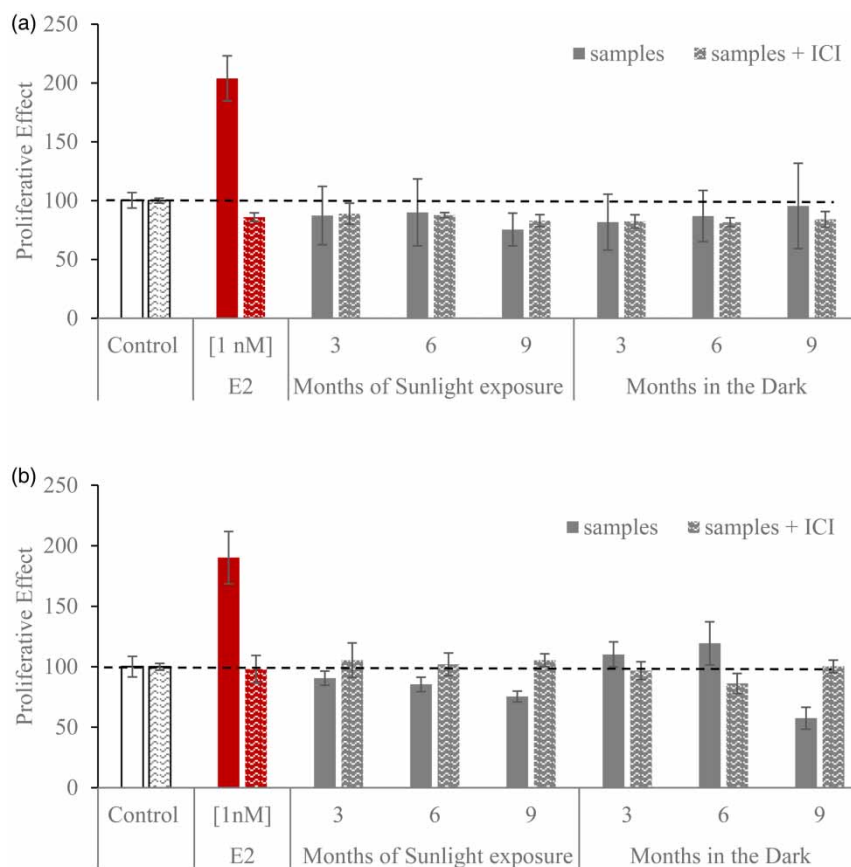 (a)
250
200
150
100
50
0
Proliferative Effect
samples samples + ICI
Control [1 nM] 3 6 9 3 6 9
E2 Months of Sunlight exposure Months in the Dark
(b)
250
200
150
100
50
0
Proliferative Effect
samples samples + ICI
Control [1nM] 3 6 9 3 6 9
E2 Months of Sunlight exposure Months in the Dark